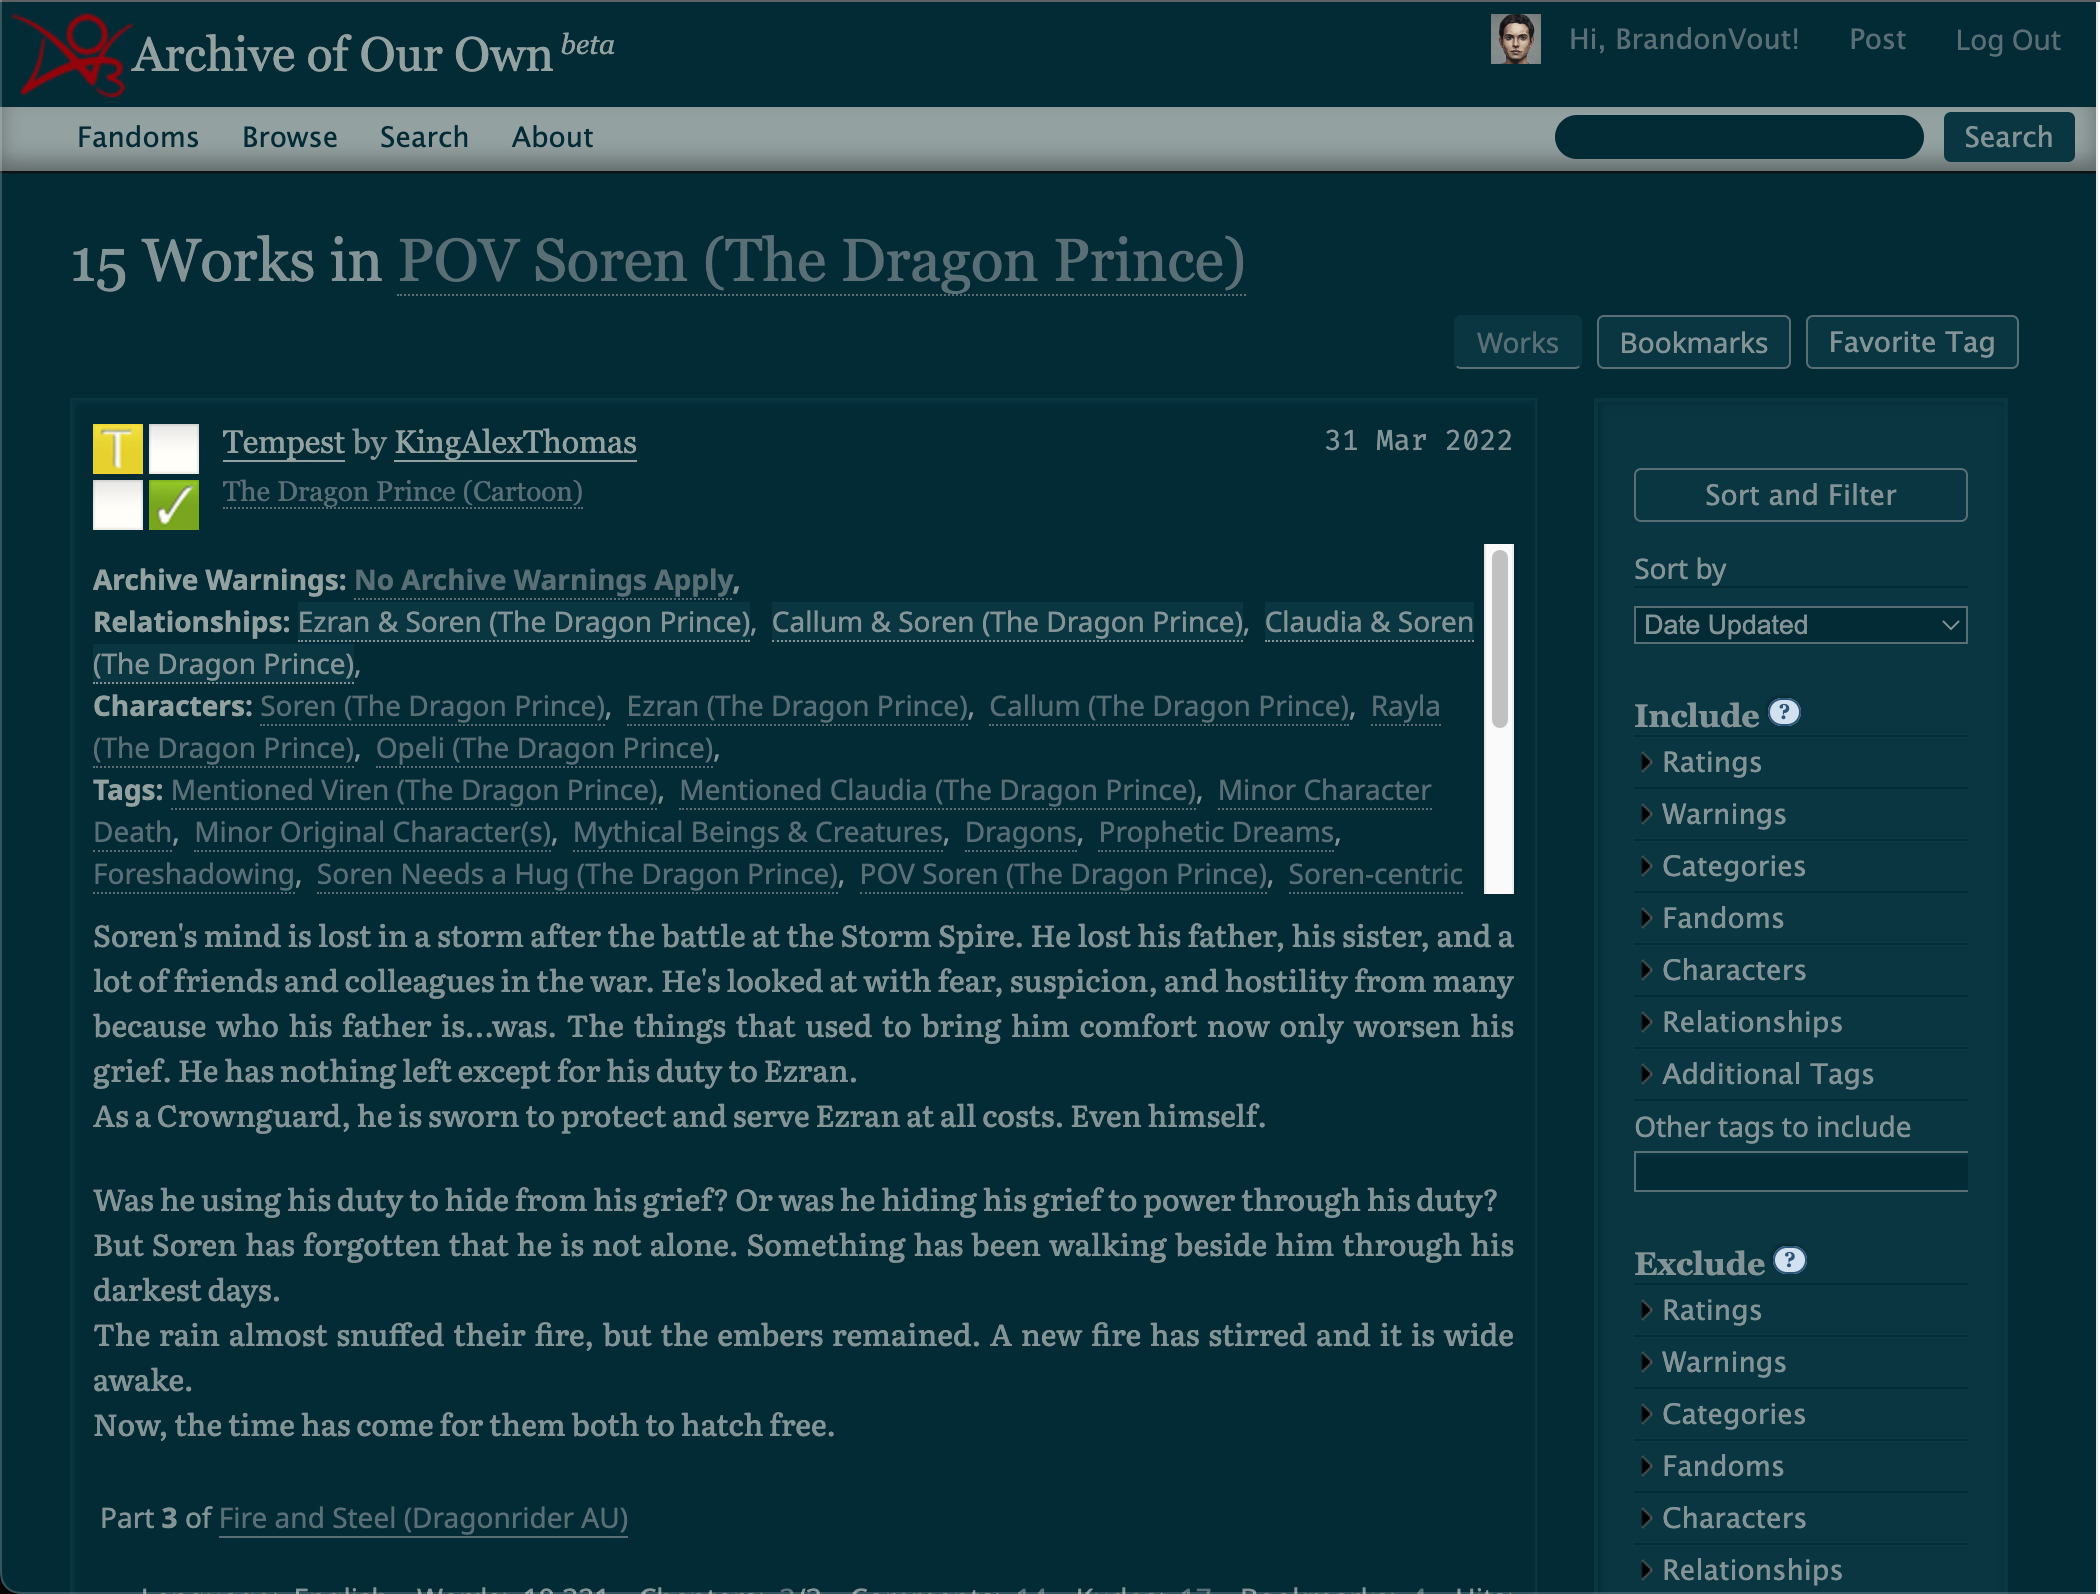 Archive of Our Own beta
Hi, BrandonVout! Post Log Out
Fandoms Browse Search About
Search
15 Works in POV Soren (The Dragon Prince)
Works Bookmarks Favorite Tag
T
Tempest by KingAlexThomas
31 Mar 2022
The Dragon Prince (Cartoon)
Archive Warnings: No Archive Warnings Apply,
Relationships: Ezran & Soren (The Dragon Prince), Callum & Soren (The Dragon Prince), Claudia & Soren
(The Dragon Prince),
Characters: Soren (The Dragon Prince), Ezran (The Dragon Prince), Callum (The Dragon Prince), Rayla
(The Dragon Prince), Opeli (The Dragon Prince),
Tags: Mentioned Viren (The Dragon Prince), Mentioned Claudia (The Dragon Prince), Minor Character
Death, Minor Original Character(s), Mythical Beings & Creatures, Dragons, Prophetic Dreams,
Foreshadowing, Soren Needs a Hug (The Dragon Prince), POV Soren (The Dragon Prince), Soren-centric
Soren's mind is lost in a storm after the battle at the Storm Spire. He lost his father, his sister, and a
lot of friends and colleagues in the war. He's looked at with fear, suspicion, and hostility from many
because who his father is...was. The things that used to bring him comfort now only worsen his
grief. He has nothing left except for his duty to Ezran.
As a Crownguard, he is sworn to protect and serve Ezran at all costs. Even himself.
Was he using his duty to hide from his grief? Or was he hiding his grief to power through his duty?
But Soren has forgotten that he is not alone. Something has been walking beside him through his
darkest days.
The rain almost snuffed their fire, but the embers remained. A new fire has stirred and it is wide
awake.
Now, the time has come for them both to hatch free.
Part 3 of Fire and Steel (Dragonrider AU)
Sort and Filter
Sort by
Date Updated
Include ?
Ratings
Warnings
Categories
Fandoms
Characters
Relationships
Additional Tags
Other tags to include
Exclude ?
Ratings
Warnings
Categories
Fandoms
Characters
Relationships